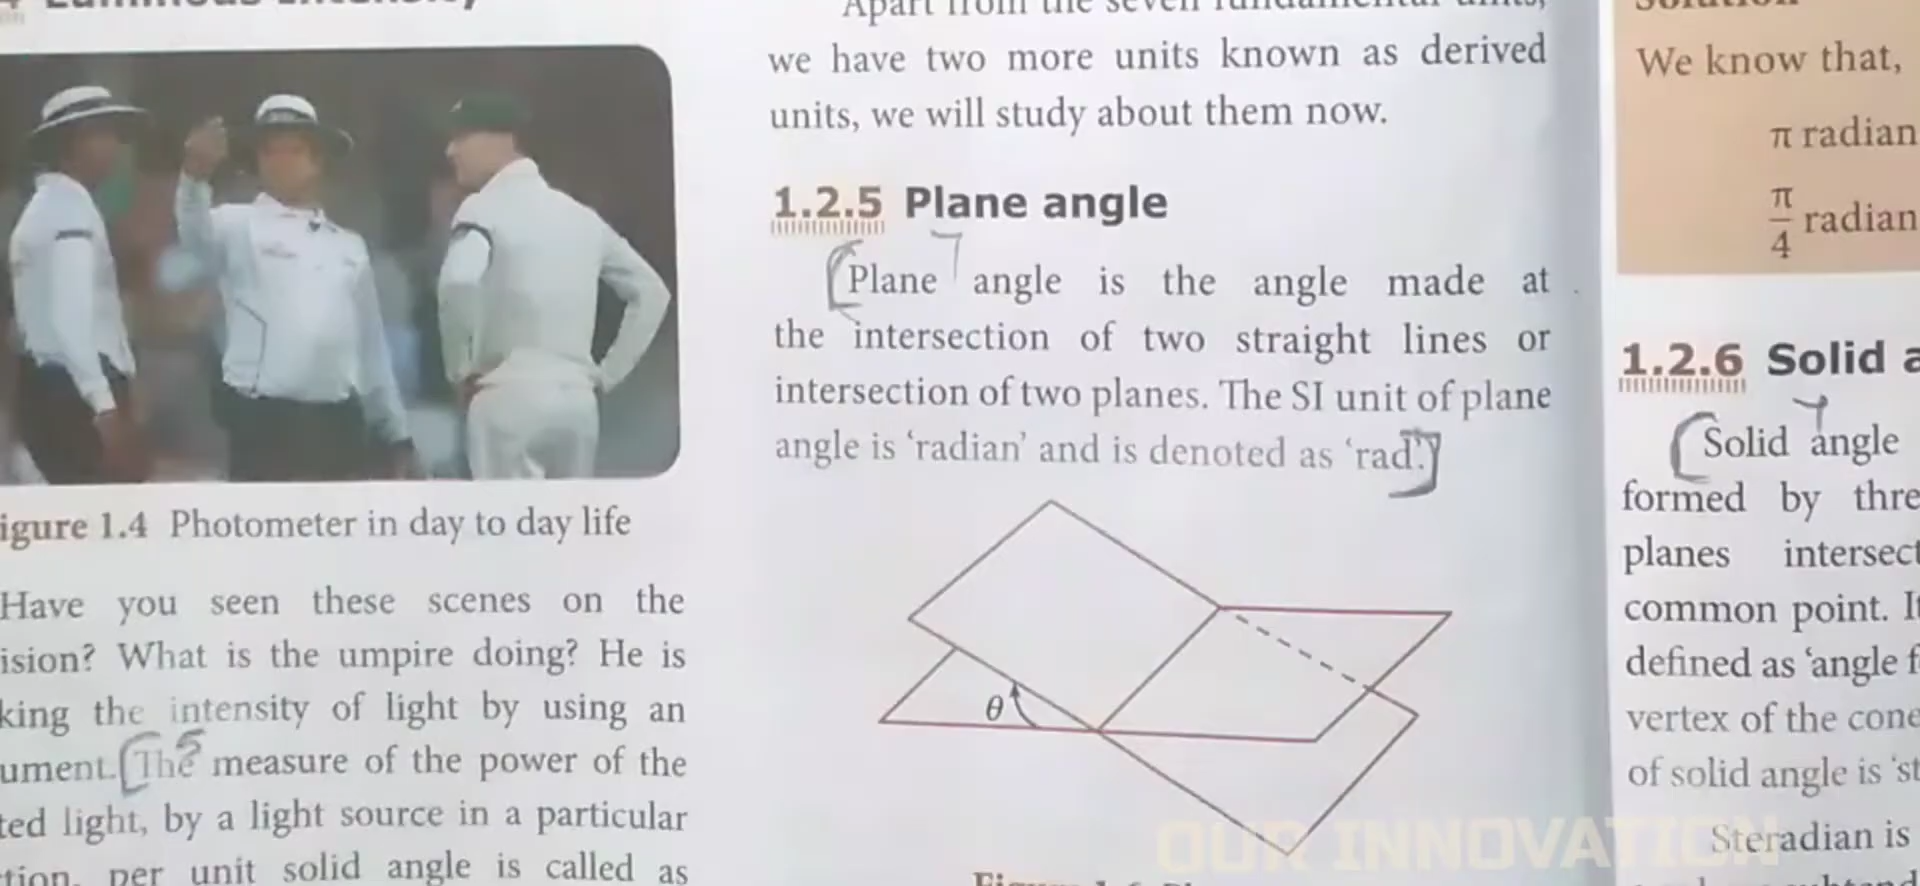 Luminous Intensity
Figure 1.4 Photometer in day to day life
Have you seen these scenes on the
ision? What is the umpire doing? He is
king the intensity of light by using an
ument. The measure of the power of the
ted light, by a light source in a particular
tion, per unit solid angle is called as
Apart from the seven fundamental units,
we have two more units known as derived
units, we will study about them now.
1.2.5 Plane angle
Plane angle is the angle made at
the intersection of two straight lines or
intersection of two planes. The SI unit of plane
angle is ‘radian’ and is denoted as ‘rad’.
θ
Solution
We know that,
π radian
π/4 radian
1.2.6 Solid a
Solid angle
formed by thre
planes intersect
common point. It
defined as ‘angle f
vertex of the cone
of solid angle is ‘st
Steradian is
OUR INNOVATION